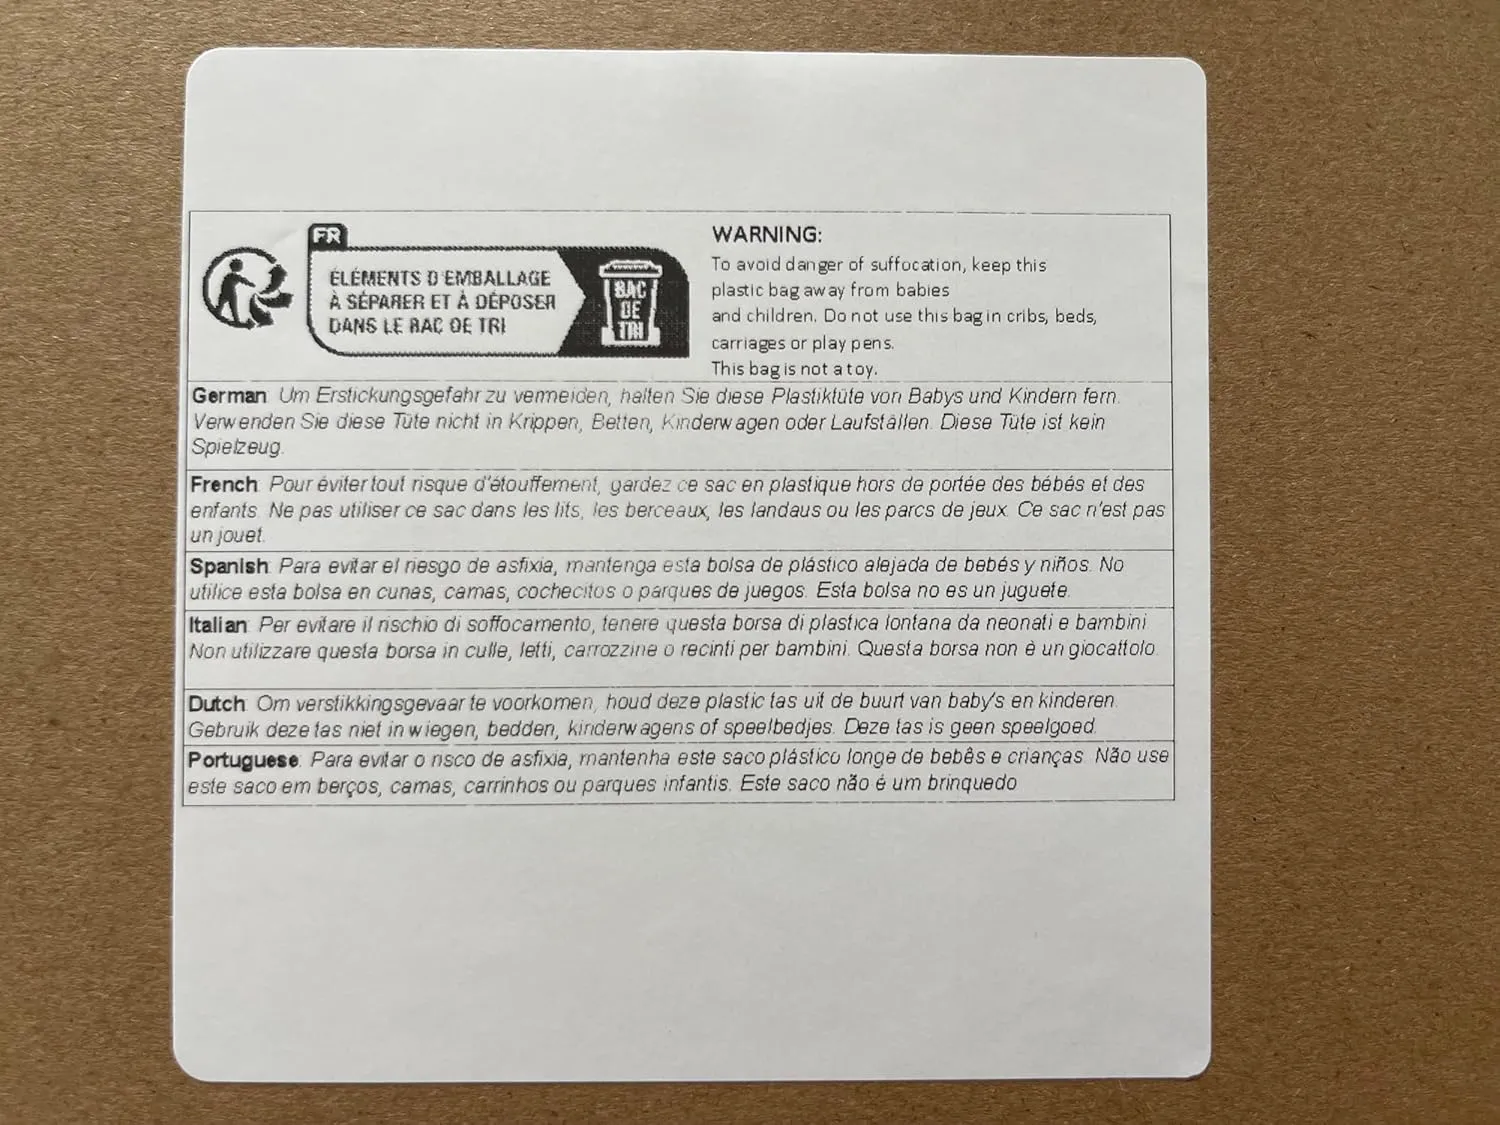 FR
ÉLÉMENTS D'EMBALLAGE
À SÉPARER ET À DÉPOSER
DANS LE BAC DE TRI
BAC
DE
TRI
WARNING:
To avoid danger of suffocation, keep this
plastic bag away from babies
and children. Do not use this bag in cribs, beds,
carriages or play pens.
This bag is not a toy.
German: Um Erstickungsgefahr zu vermeiden, halten Sie diese Plastiktüte von Babys und Kindern fern.
Verwenden Sie diese Tüte nicht in Krippen, Betten, Kinderwagen oder Laufställen. Diese Tüte ist kein
Spielzeug.
French: Pour éviter tout risque d'étouffement, gardez ce sac en plastique hors de portée des bébés et des
enfants. Ne pas utiliser ce sac dans les lits, les berceaux, les landaus ou les parcs de jeux. Ce sac n'est pas
un jouet.
Spanish: Para evitar el riesgo de asfixia, mantenga esta bolsa de plástico alejada de bebés y niños. No
utilice esta bolsa en cunas, camas, cochecitos o parques de juegos. Esta bolsa no es un juguete.
Italian: Per evitare il rischio di soffocamento, tenere questa borsa di plastica lontana da neonati e bambini.
Non utilizzare questa borsa in culle, letti, carrozzine o recinti per bambini. Questa borsa non è un giocattolo.
Dutch: Om verstikkingsgevaar te voorkomen, houd deze plastic tas uit de buurt van baby's en kinderen.
Gebruik deze tas niet in wiegen, bedden, kinderwagens of speelbedjes. Deze tas is geen speelgoed.
Portuguese: Para evitar o risco de asfixia, mantenha este saco plástico longe de bebês e crianças. Não use
este saco em berços, camas, carrinhos ou parques infantis. Este saco não é um brinquedo